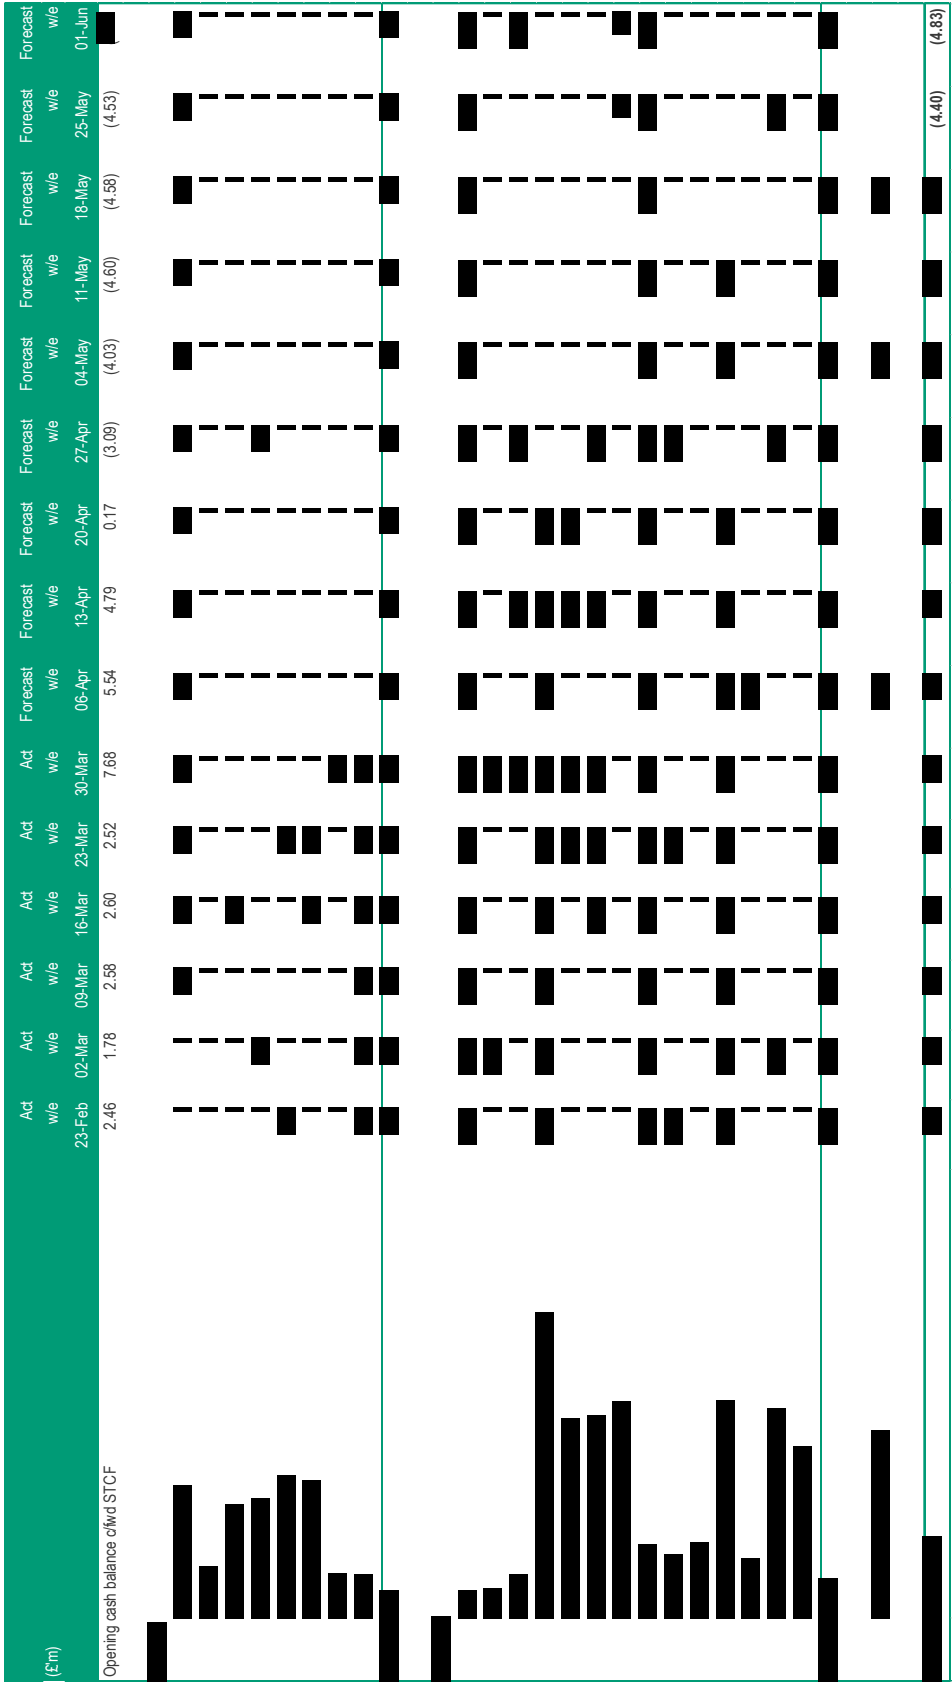 Act Act Act Act Act Act Forecast Forecast Forecast Forecast Forecast Forecast Forecast Forecast Forecast
(£'m) w/e w/e w/e w/e w/e w/e w/e w/e w/e w/e w/e w/e w/e w/e w/e
23-Feb 02-Mar 09-Mar 16-Mar 23-Mar 30-Mar 06-Apr 13-Apr 20-Apr 27-Apr 04-May 11-May 18-May 25-May 01-Jun
Opening cash balance c/fwd STCF 2.46 1.78 2.58 2.60 2.52 7.68 5.54 4.79 0.17 (3.09) (4.03) (4.60) (4.58) (4.53)
(4.40) (4.83)